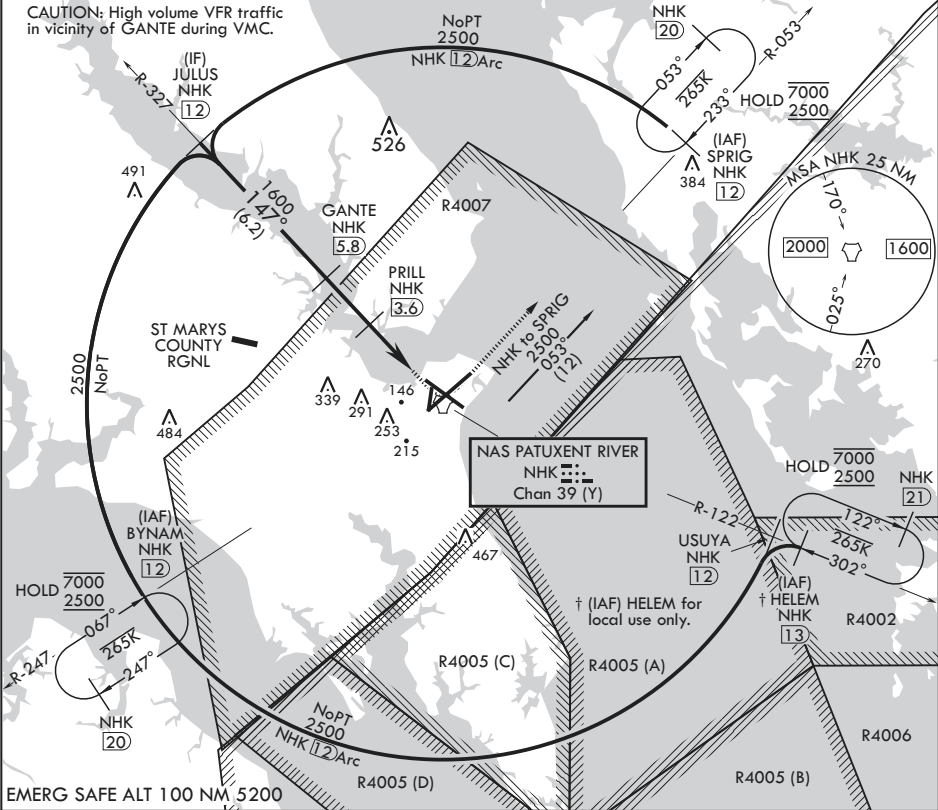 CAUTION: High volume VFR traffic
in vicinity of GANTE during VMC.
NoPT
2500
NHK 12 Arc
NHK
20
053°
265K
233°
R-053
HOLD 7000
2500
(IAF)
SPRIG
NHK
12
384
(IF)
JULUS
NHK
12
R-327
491
526
1600
147°
(6.2)
GANTE
NHK
5.8
R4007
MSA NHK 25 NM
170°
2000
1600
025°
270
PRILL
NHK
3.6
ST MARYS
COUNTY
RGNL
NHK to SPRIG
2500
053°
(12)
2500
NoPT
339
291
146
253
215
484
NAS PATUXENT RIVER
NHK
Chan 39 (Y)
HOLD 7000
2500
NHK
21
R-122
122°
265K
302°
USUYA
NHK
12
467
(IAF)
BYNAM
NHK
12
HOLD 7000
2500
067°
265K
247°
R-247
NHK
20
† (IAF) HELEM for
local use only.
(IAF)
† HELEM
NHK
13
R4002
R4005 (C)
R4005 (A)
NoPT
2500
NHK 12 Arc
R4006
R4005 (D)
R4005 (B)
EMERG SAFE ALT 100 NM 5200